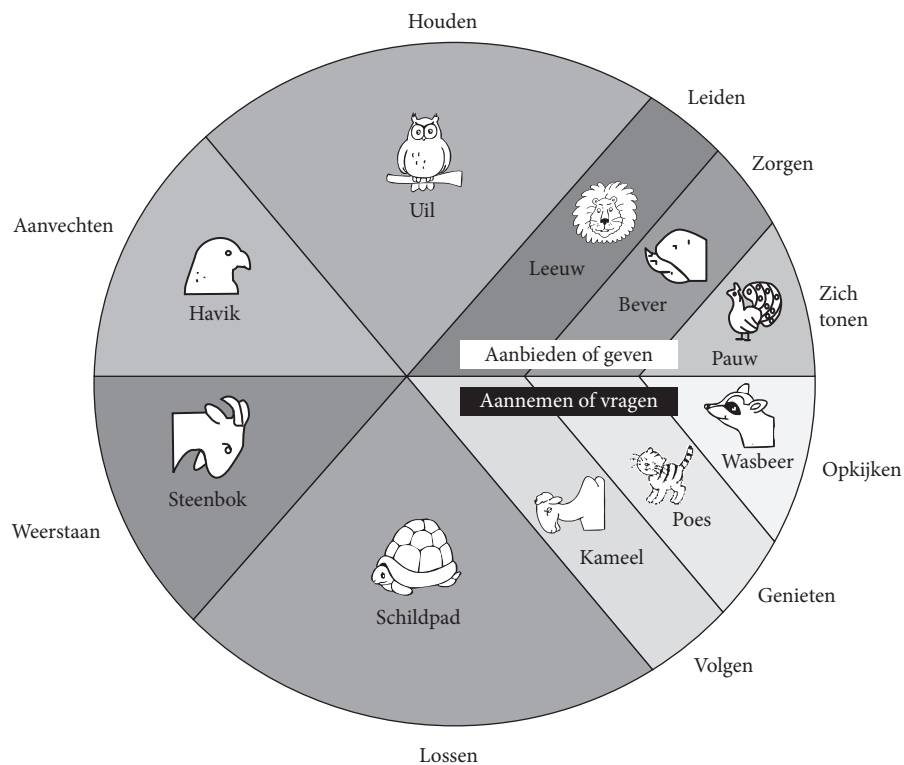 Houden
Leiden
Zorgen
Aanvechten
Uil
Leeuw
Bever
Zich
tonen
Havik
Aanbieden of geven
Pauw
Aannemen of vragen
Wasbeer
Opkijken
Steenbok
Poes
Weerstaan
Kameel
Genieten
Schildpad
Volgen
Lossen